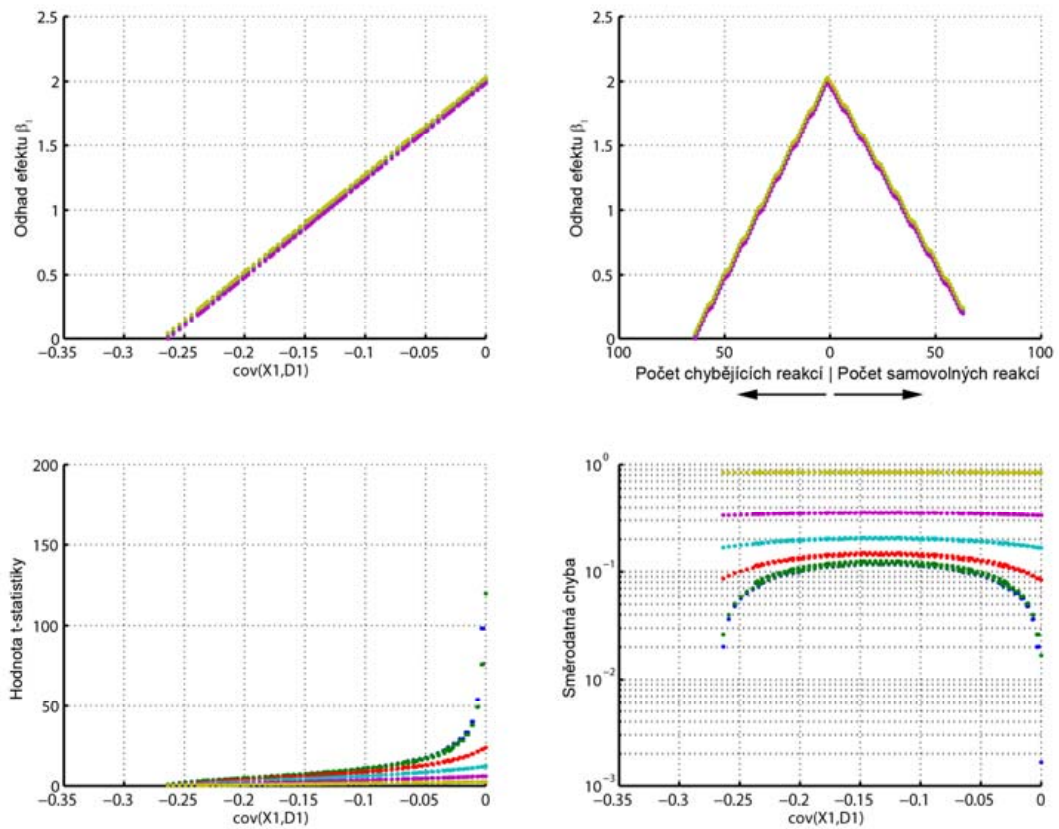 2.5
2
1.5
1
0.5
0
Odhad efektu β1
−0.35 −0.3 −0.25 −0.2 −0.15 −0.1 −0.05 0
cov(X1,D1)
2.5
2
1.5
1
0.5
0
Odhad efektu β1
100 50 0 50 100
Počet chybějících reakcí | Počet samovolných reakcí
200
150
100
50
0
Hodnota t-statistiky
−0.35 −0.3 −0.25 −0.2 −0.15 −0.1 −0.05 0
cov(X1,D1)
10^0
10^−1
10^−2
10^−3
Směrodatná chyba
−0.35 −0.3 −0.25 −0.2 −0.15 −0.1 −0.05 0
cov(X1,D1)